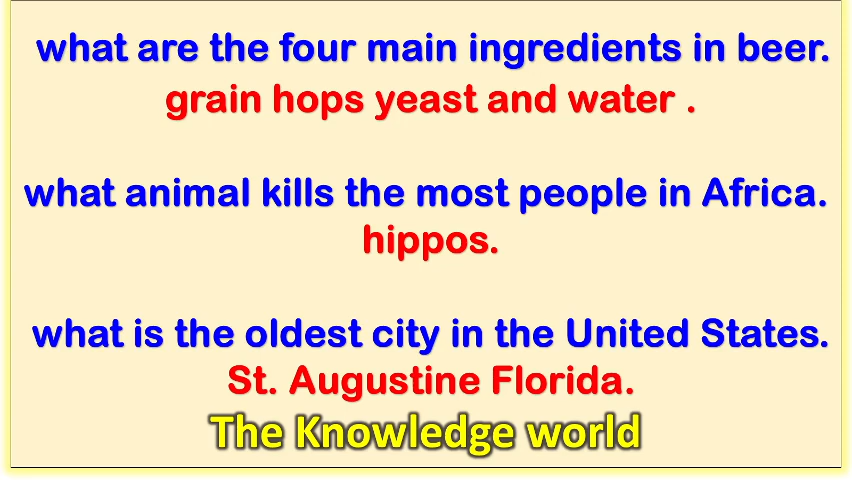 what are the four main ingredients in beer.
grain hops yeast and water .
what animal kills the most people in Africa.
hippos.
what is the oldest city in the United States.
St. Augustine Florida.
The Knowledge world